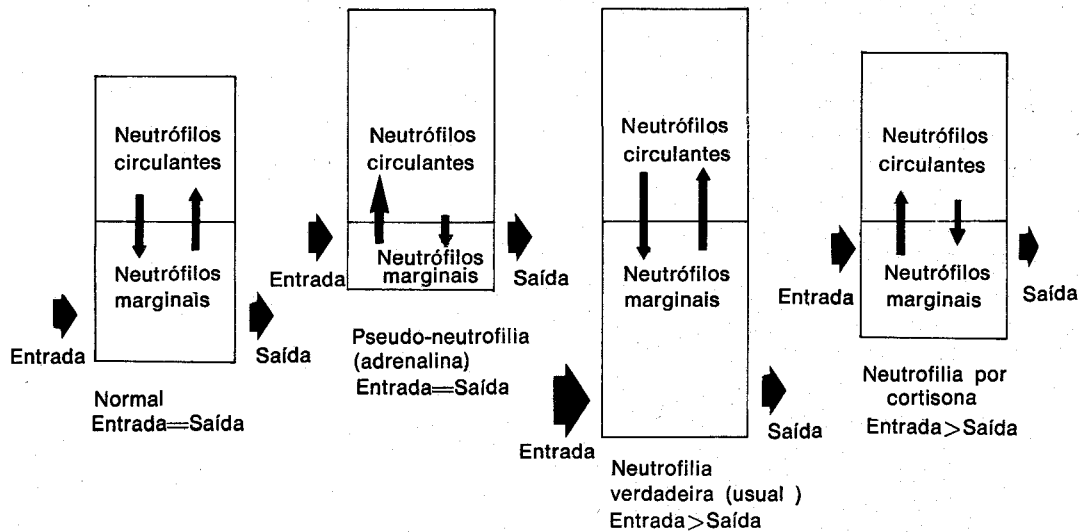 Neutrófilos
circulantes
Neutrófilos
marginais
Entrada
Saída
Normal
Entrada=Saída
Neutrófilos
circulantes
Neutrófilos
marginais
Entrada
Saída
Pseudo-neutrofilia
(adrenalina)
Entrada=Saída
Neutrófilos
circulantes
Neutrófilos
marginais
Entrada
Saída
Neutrofilia
verdadeira (usual )
Entrada>Saída
Neutrófilos
circulantes
Neutrófilos
marginais
Entrada
Saída
Neutrofilia por
cortisona
Entrada>Saída